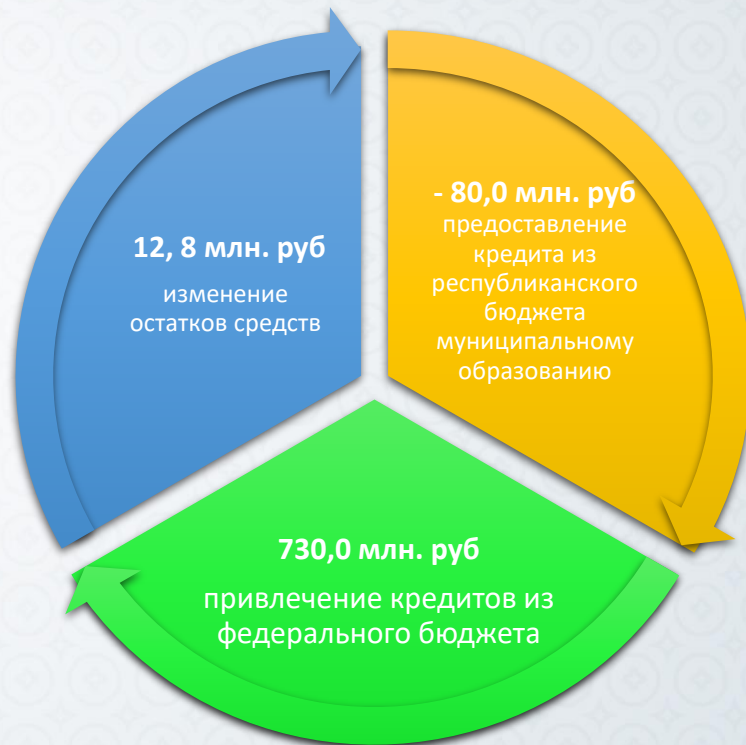 - 80,0 млн. руб
предоставление
кредита из
республиканского
бюджета
муниципальному
образованию
12, 8 млн. руб
изменение
остатков средств
730,0 млн. руб
привлечение кредитов из
федерального бюджета